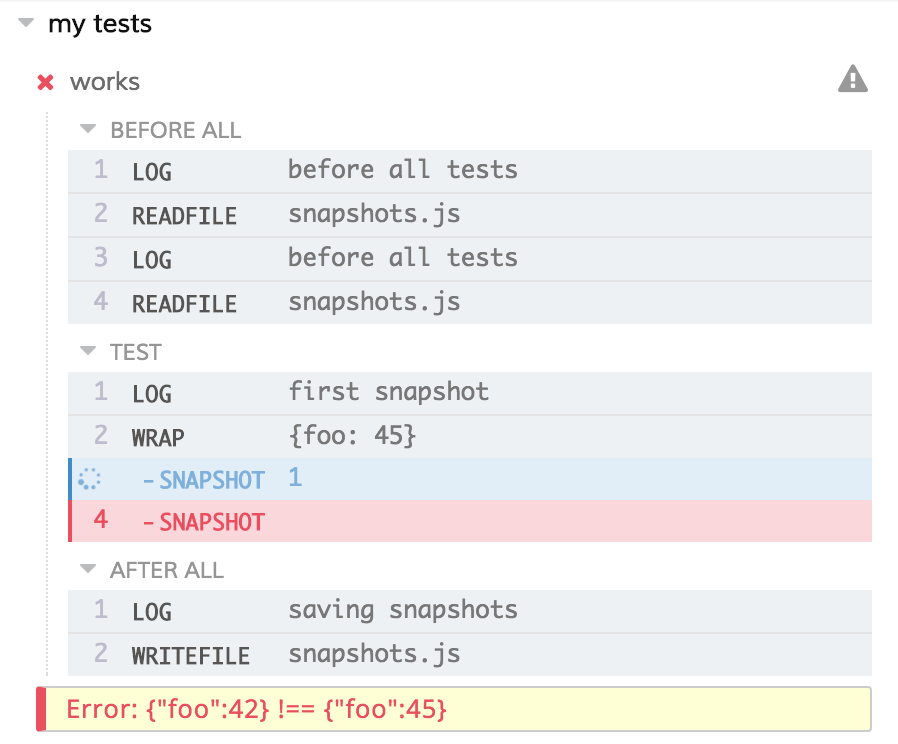 my tests
works
BEFORE ALL
1 LOG before all tests
2 READFILE snapshots.js
3 LOG before all tests
4 READFILE snapshots.js
TEST
1 LOG first snapshot
2 WRAP {foo: 45}
-SNAPSHOT 1
4 -SNAPSHOT
AFTER ALL
1 LOG saving snapshots
2 WRITEFILE snapshots.js
Error: {"foo":42} !== {"foo":45}